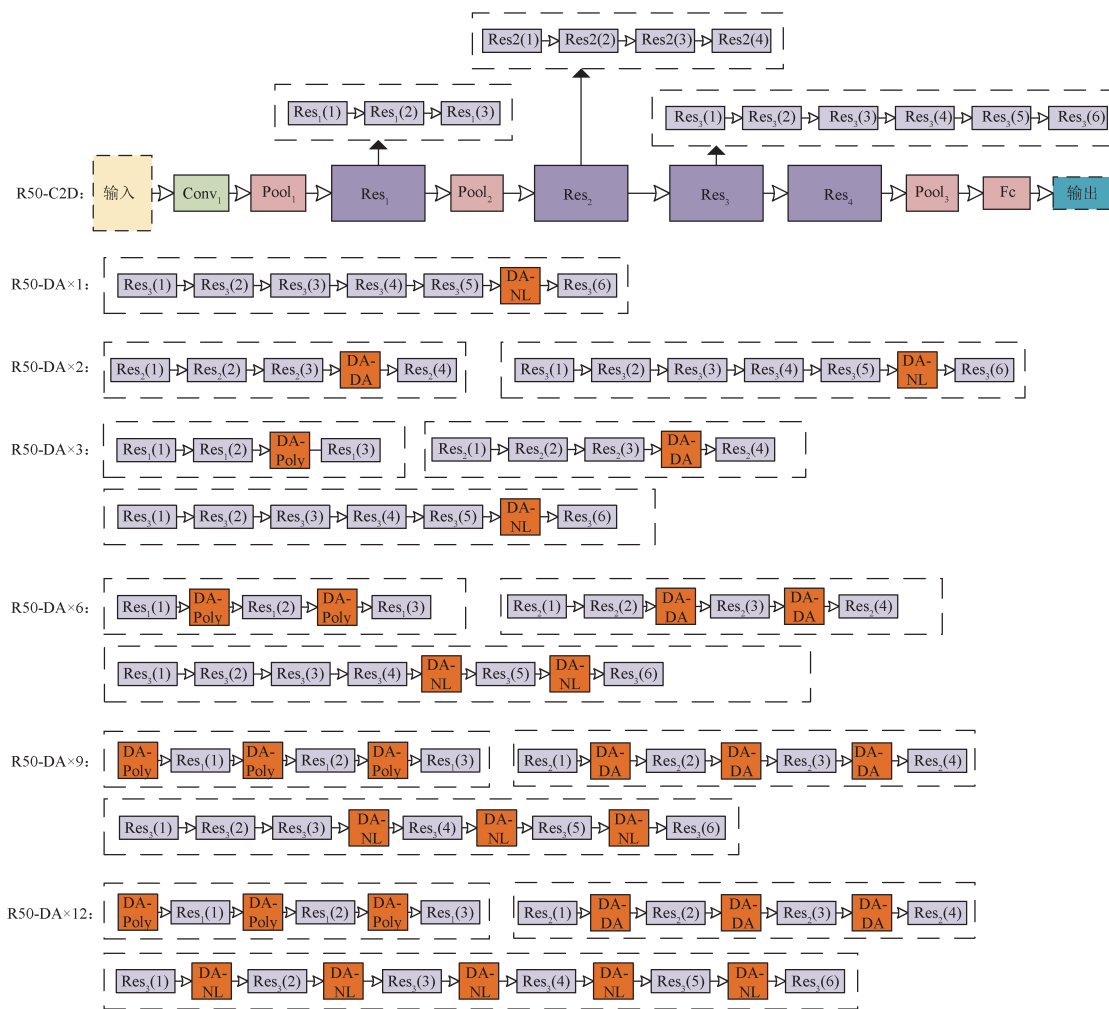 Res2(1) Res2(2) Res2(3) Res2(4)
Res₁(1) Res₁(2) Res₁(3)
Res₃(1) Res₃(2) Res₃(3) Res₃(4) Res₃(5) Res₃(6)
R50-C2D: 输入 Conv₁ Pool₁ Res₁ Pool₂ Res₂ Res₃ Res₄ Pool₃ Fc 输出
R50-DA×1: Res₃(1) Res₃(2) Res₃(3) Res₃(4) Res₃(5) DA-NL Res₃(6)
R50-DA×2: Res₂(1) Res₂(2) Res₂(3) DA-DA Res₂(4) Res₃(1) Res₃(2) Res₃(3) Res₃(4) Res₃(5) DA-NL Res₃(6)
R50-DA×3: Res₁(1) Res₁(2) DA-Poly Res₁(3) Res₂(1) Res₂(2) Res₂(3) DA-DA Res₂(4)
Res₃(1) Res₃(2) Res₃(3) Res₃(4) Res₃(5) DA-NL Res₃(6)
R50-DA×6: Res₁(1) DA-Poly Res₁(2) DA-Poly Res₁(3) Res₂(1) Res₂(2) DA-DA Res₂(3) DA-DA Res₂(4)
Res₃(1) Res₃(2) Res₃(3) Res₃(4) DA-NL Res₃(5) DA-NL Res₃(6)
R50-DA×9: DA-Poly Res₁(1) DA-Poly Res₁(2) DA-Poly Res₁(3) Res₂(1) DA-DA Res₂(2) DA-DA Res₂(3) DA-DA Res₂(4)
Res₃(1) Res₃(2) Res₃(3) DA-NL Res₃(4) DA-NL Res₃(5) DA-NL Res₃(6)
R50-DA×12: DA-Poly Res₁(1) DA-Poly Res₁(2) DA-Poly Res₁(3) Res₂(1) DA-DA Res₂(2) DA-DA Res₂(3) DA-DA Res₂(4)
Res₃(1) DA-NL Res₃(2) DA-NL Res₃(3) DA-NL Res₃(4) DA-NL Res₃(5) DA-NL Res₃(6)